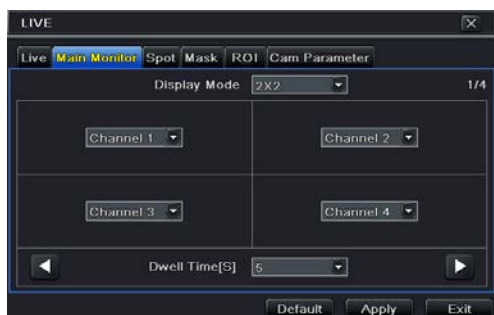 LIVE
Live Main Monitor Spot Mask ROI Cam Parameter
Display Mode 2X2 1/4
Channel 1 Channel 2
Channel 3 Channel 4
Dwell Time[S] 5
Default Apply Exit